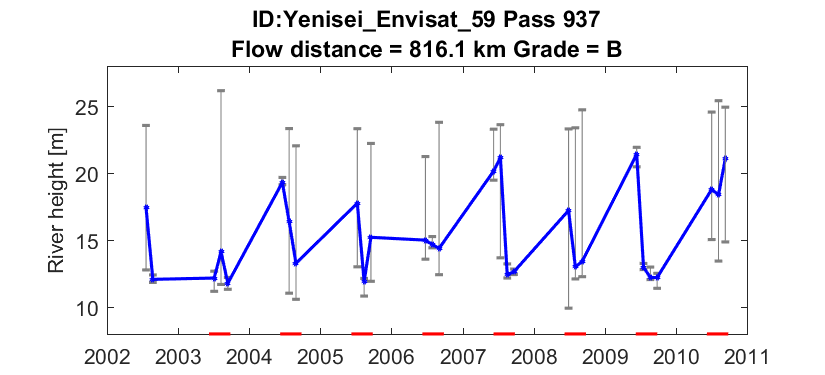 ID:Yenisei_Envisat_59 Pass 937
Flow distance = 816.1 km Grade = B
River height [m]
25
20
15
10
2002 2003 2004 2005 2006 2007 2008 2009 2010 2011